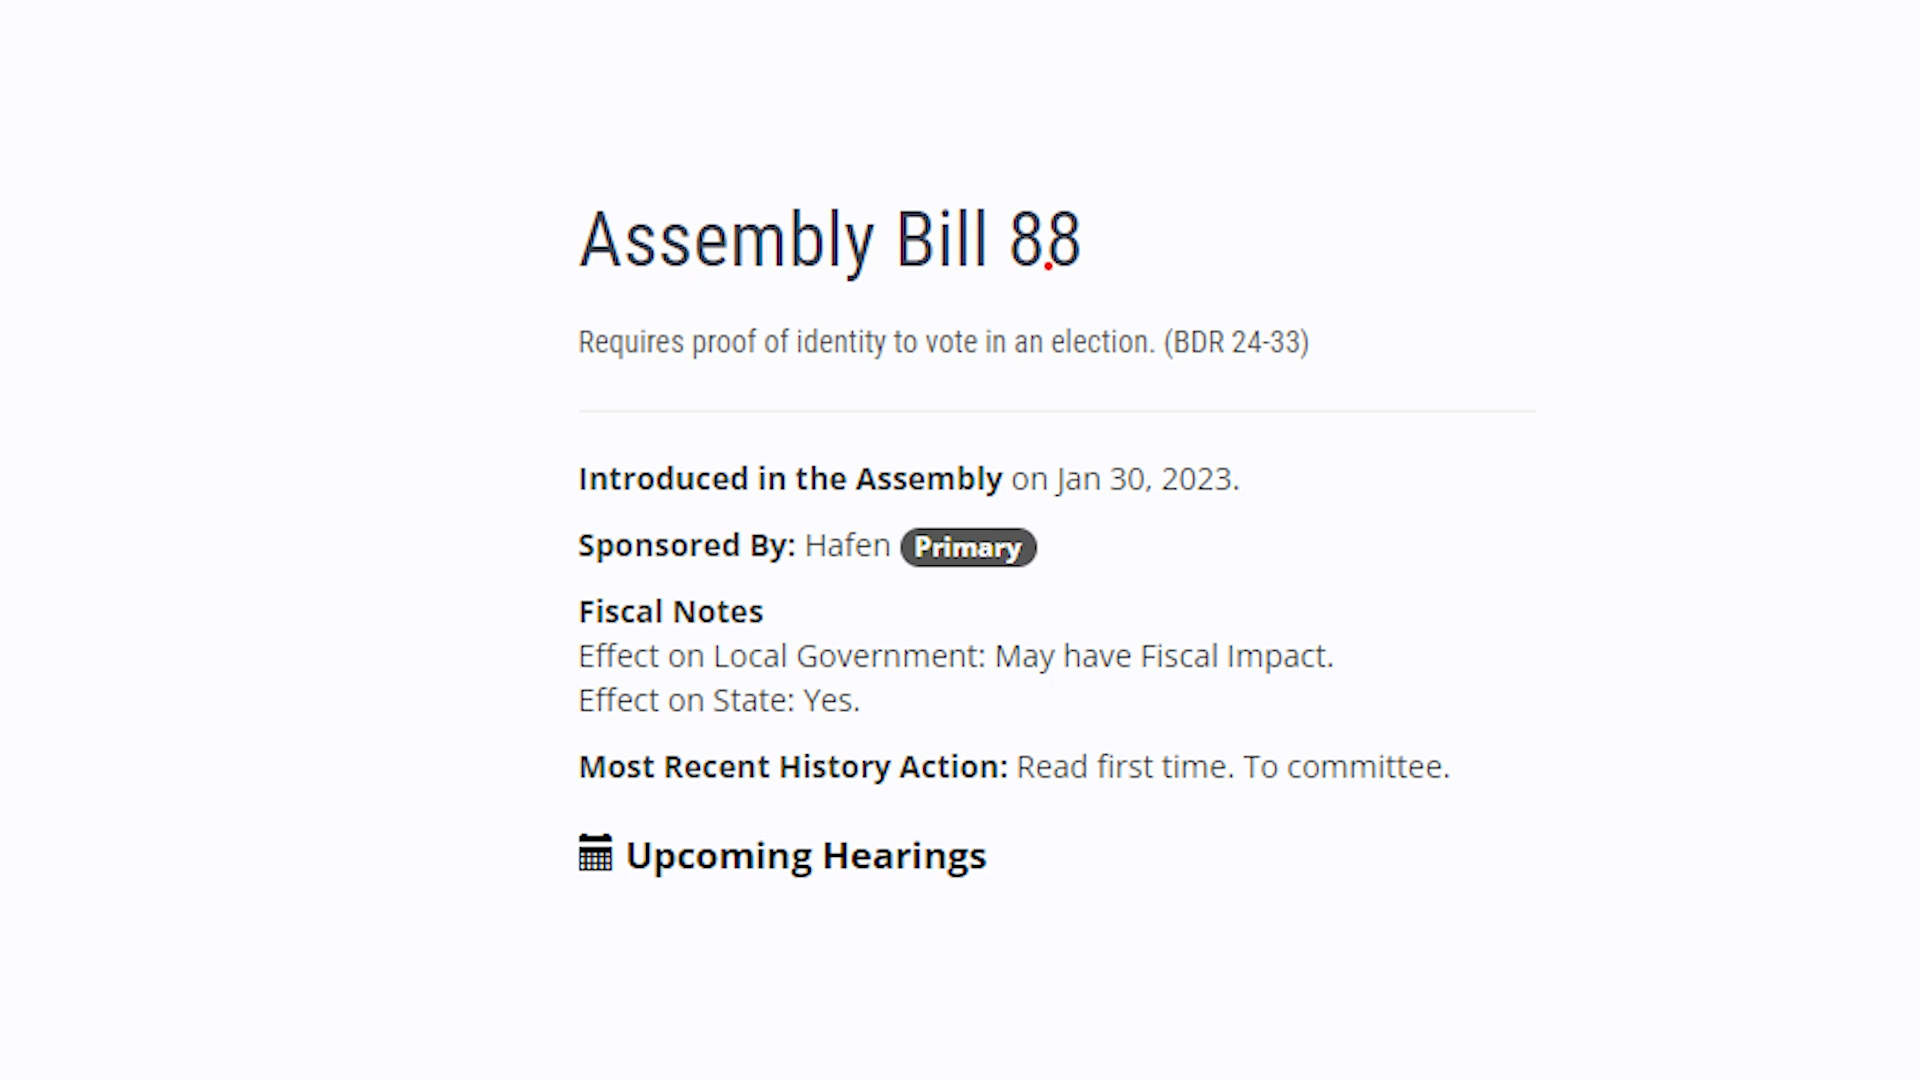 Assembly Bill 88
Requires proof of identity to vote in an election. (BDR 24-33)
Introduced in the Assembly on Jan 30, 2023.
Sponsored By: Hafen Primary
Fiscal Notes
Effect on Local Government: May have Fiscal Impact.
Effect on State: Yes.
Most Recent History Action: Read first time. To committee.
Upcoming Hearings